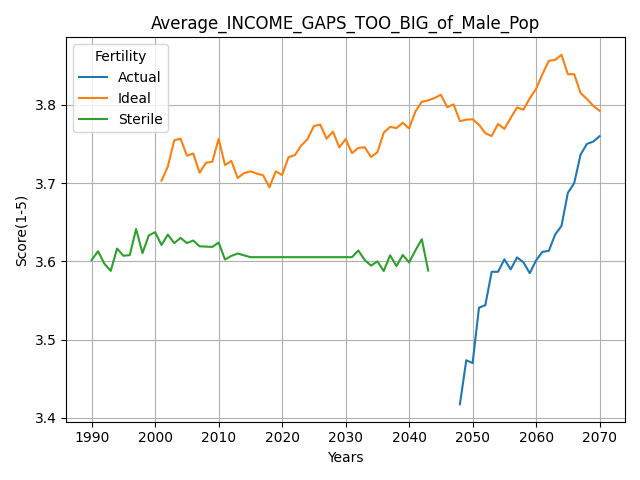 Average_INCOME_GAPS_TOO_BIG_of_Male_Pop
Fertility
Actual
Ideal
Sterile
Score(1-5)
3.8
3.7
3.6
3.5
3.4
1990 2000 2010 2020 2030 2040 2050 2060 2070
Years